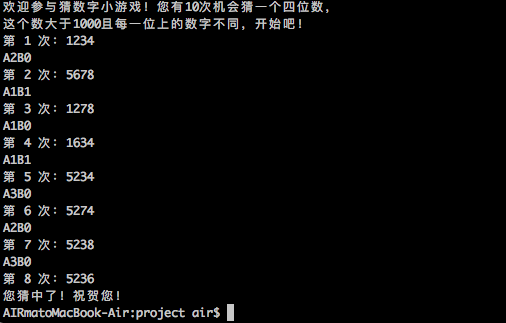 欢迎参与猜数字小游戏！您有10次机会猜一个四位数，
这个数大于1000且每一位上的数字不同，开始吧！
第 1 次：1234
A2B0
第 2 次：5678
A1B1
第 3 次：1278
A1B0
第 4 次：1634
A1B1
第 5 次：5234
A3B0
第 6 次：5274
A2B0
第 7 次：5238
A3B0
第 8 次：5236
您猜中了！祝贺您！
AIRmatoMacBook-Air:project air$